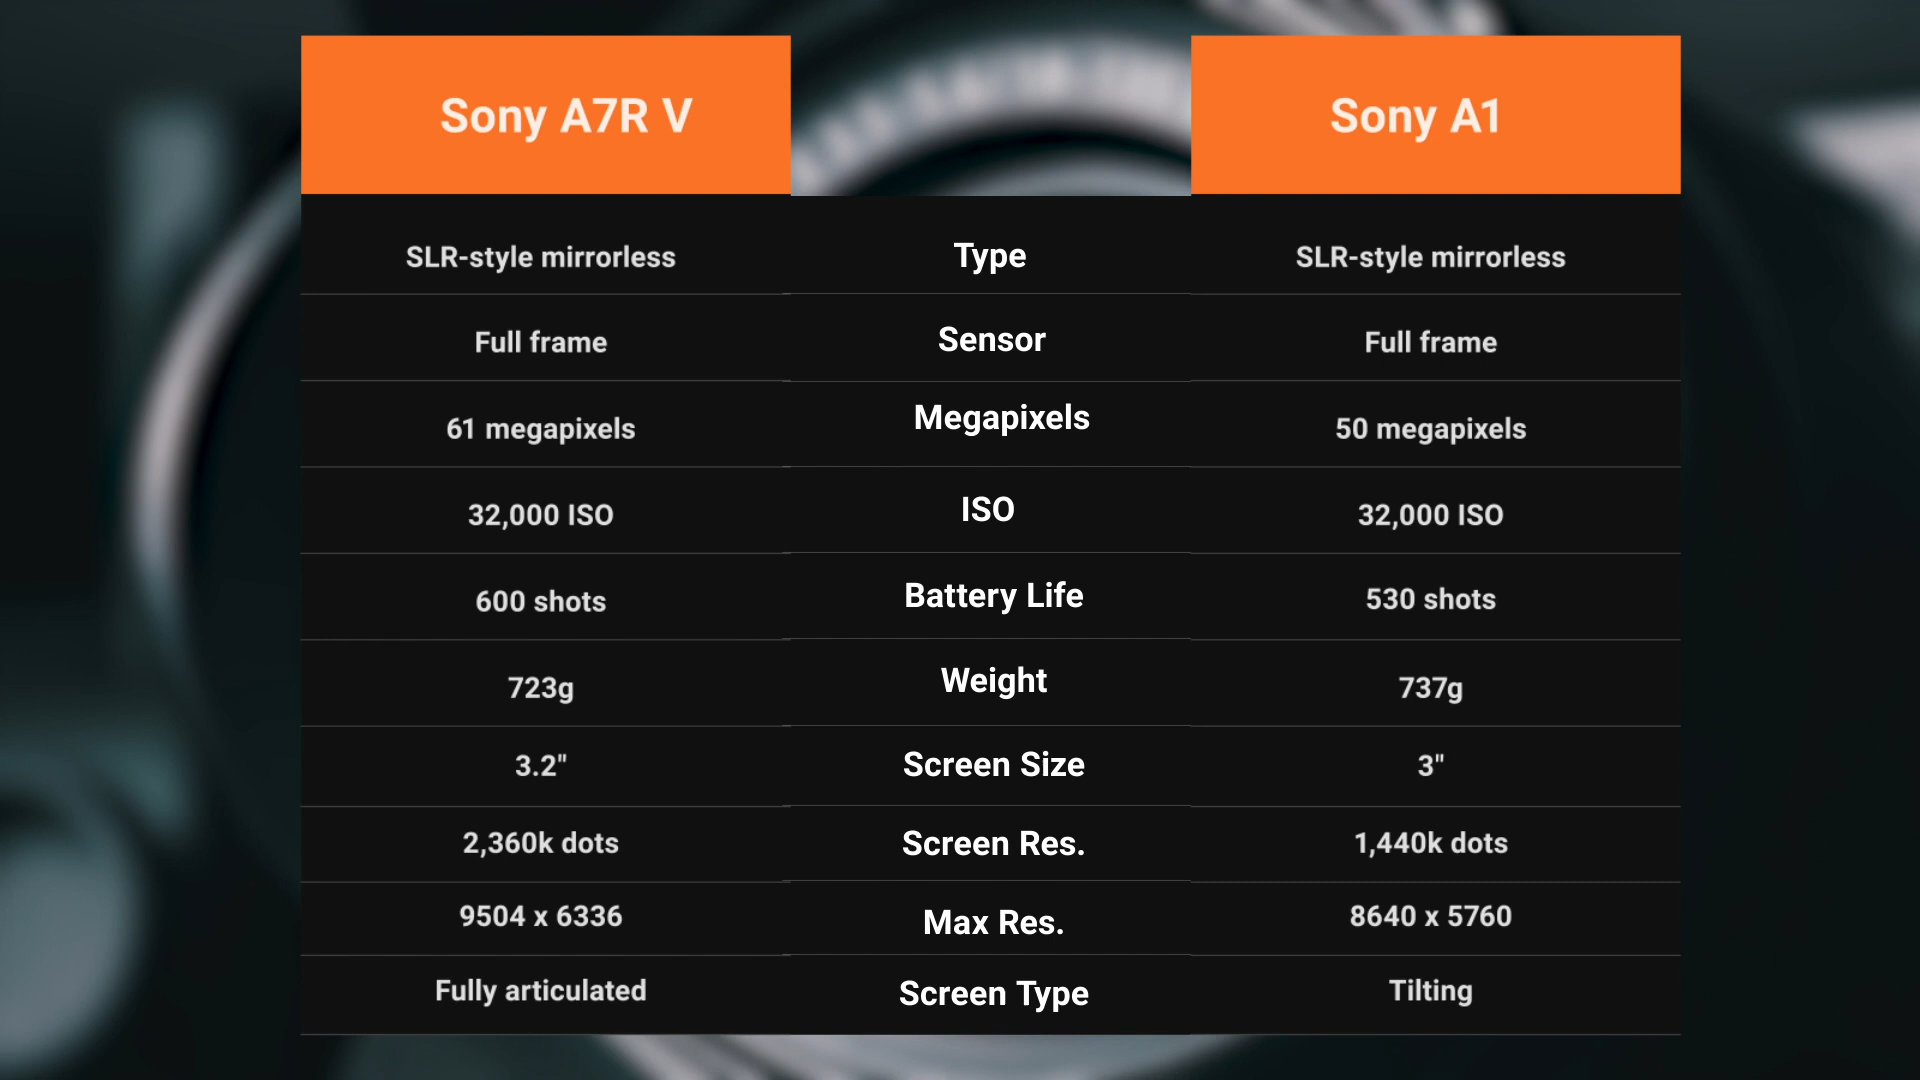 Sony A7R V Sony A1
SLR-style mirrorless Type SLR-style mirrorless
Full frame Sensor Full frame
61 megapixels Megapixels 50 megapixels
32,000 ISO ISO 32,000 ISO
600 shots Battery Life 530 shots
723g Weight 737g
3.2" Screen Size 3"
2,360k dots Screen Res. 1,440k dots
9504 x 6336 Max Res. 8640 x 5760
Fully articulated Screen Type Tilting